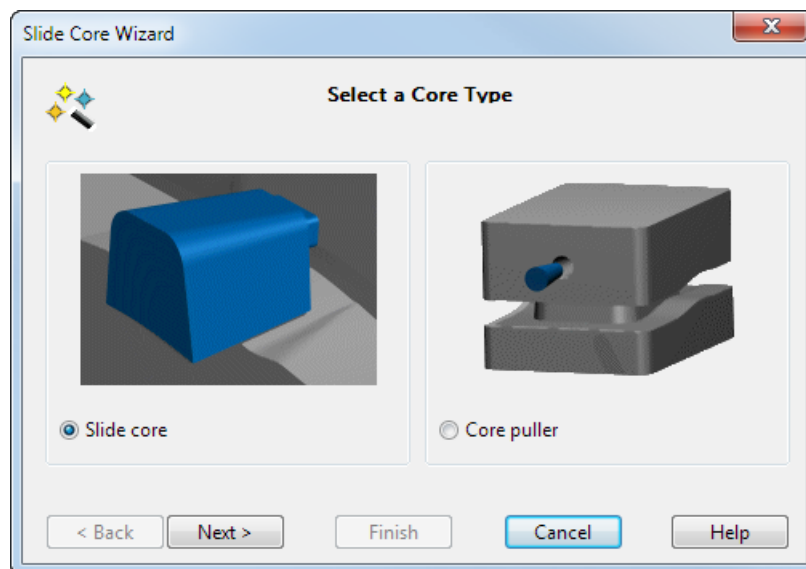 Slide Core Wizard
Select a Core Type
Slide core
Core puller
< Back
Next >
Finish
Cancel
Help